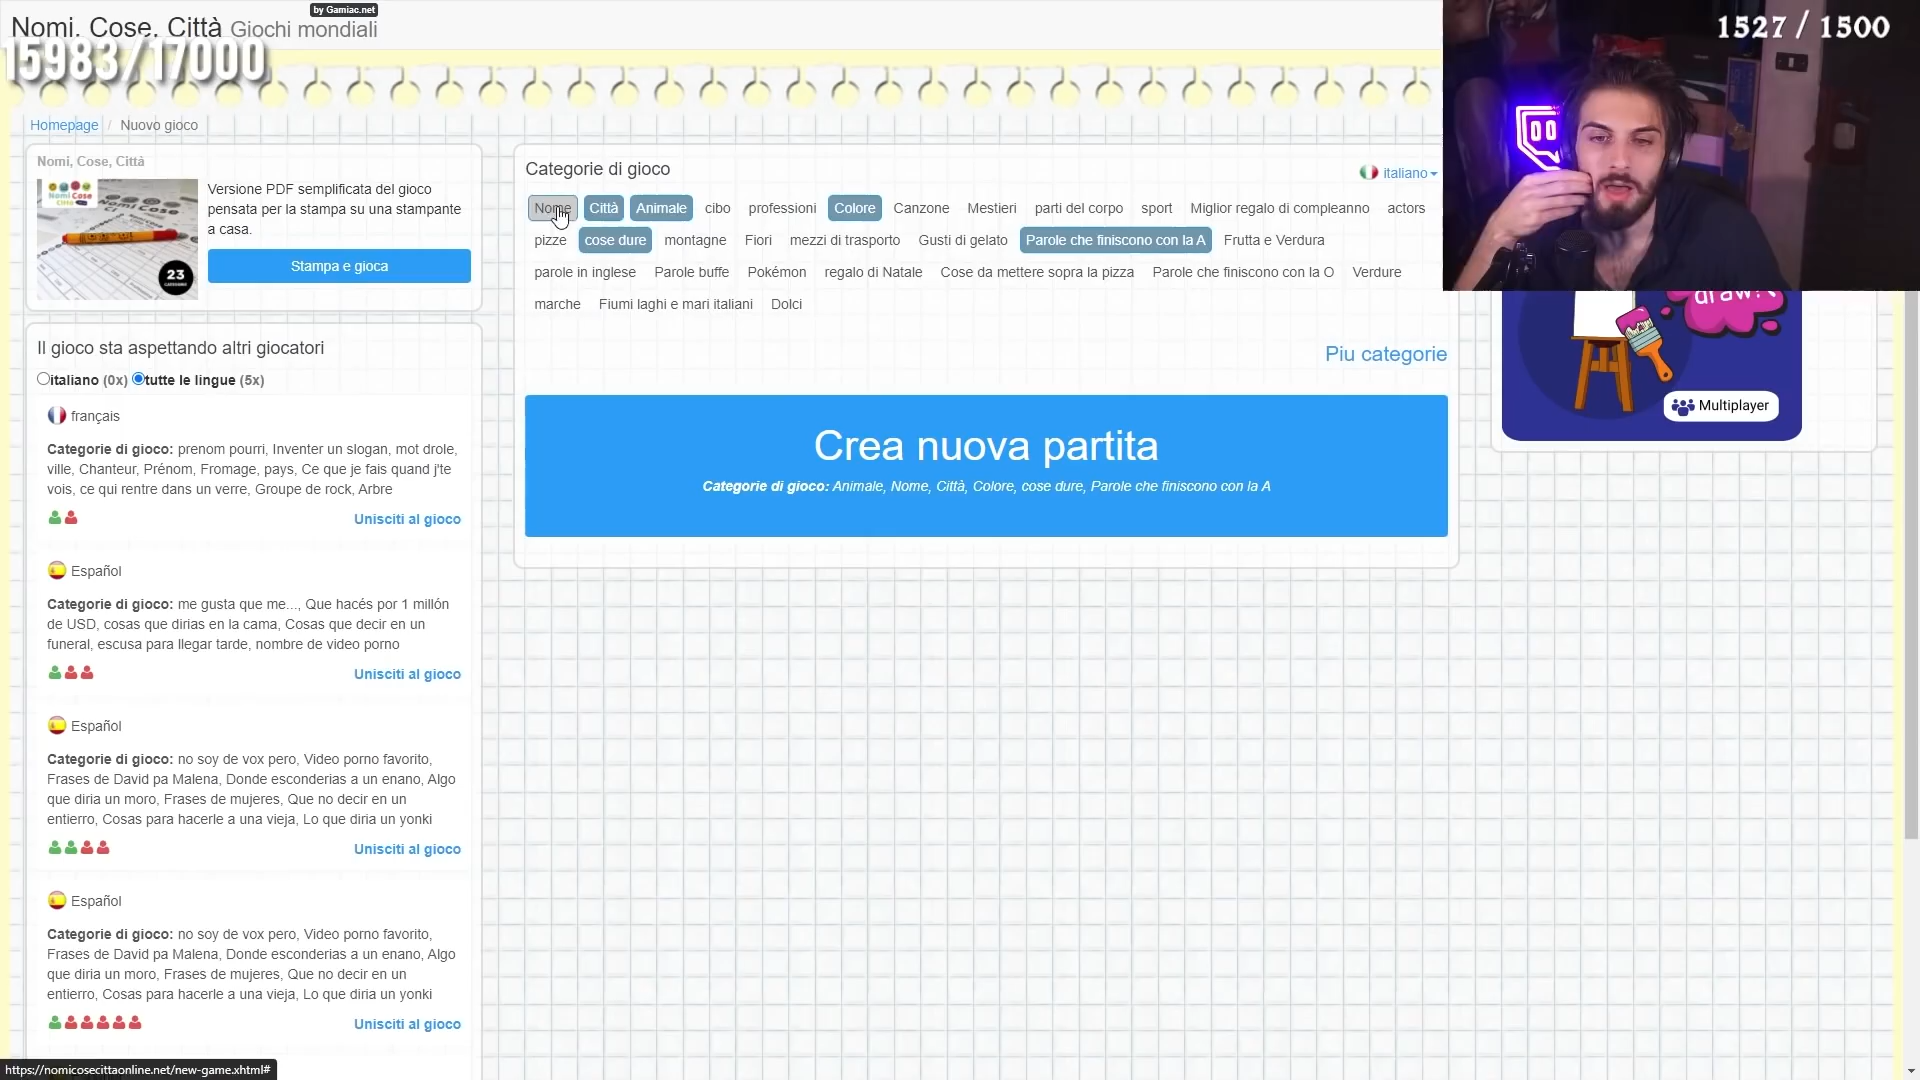 by Gamiac.net
Nomi, Cose, Città Giochi mondiali
15983/17000
1527 / 1500
Homepage / Nuovo gioco
Nomi, Cose, Città
Nomi Cose
Città
23
Versione PDF semplificata del gioco
pensata per la stampa su una stampante
a casa.
Stampa e gioca
Il gioco sta aspettando altri giocatori
italiano (0x) tutte le lingue (5x)
français
Categorie di gioco: prenom pourri, Inventer un slogan, mot drole,
ville, Chanteur, Prénom, Fromage, pays, Ce que je fais quand j'te
vois, ce qui rentre dans un verre, Groupe de rock, Arbre
Unisciti al gioco
Español
Categorie di gioco: me gusta que me..., Que hacés por 1 millón
de USD, cosas que dirias en la cama, Cosas que decir en un
funeral, escusa para llegar tarde, nombre de video porno
Unisciti al gioco
Español
Categorie di gioco: no soy de vox pero, Video porno favorito,
Frases de David pa Malena, Donde esconderias a un enano, Algo
que diria un moro, Frases de mujeres, Que no decir en un
entierro, Cosas para hacerle a una vieja, Lo que diria un yonki
Unisciti al gioco
Español
Categorie di gioco: no soy de vox pero, Video porno favorito,
Frases de David pa Malena, Donde esconderias a un enano, Algo
que diria un moro, Frases de mujeres, Que no decir en un
entierro, Cosas para hacerle a una vieja, Lo que diria un yonki
Unisciti al gioco
Categorie di gioco
italiano
Nome Città Animale cibo professioni Colore Canzone Mestieri parti del corpo sport Miglior regalo di compleanno actors
pizze cose dure montagne Fiori mezzi di trasporto Gusti di gelato Parole che finiscono con la A Frutta e Verdura
parole in inglese Parole buffe Pokémon regalo di Natale Cose da mettere sopra la pizza Parole che finiscono con la O Verdure
marche Fiumi laghi e mari italiani Dolci
Piu categorie
Crea nuova partita
Categorie di gioco: Animale, Nome, Città, Colore, cose dure, Parole che finiscono con la A
draw!
Multiplayer
https://nomicosecittaonline.net/new-game.xhtml#